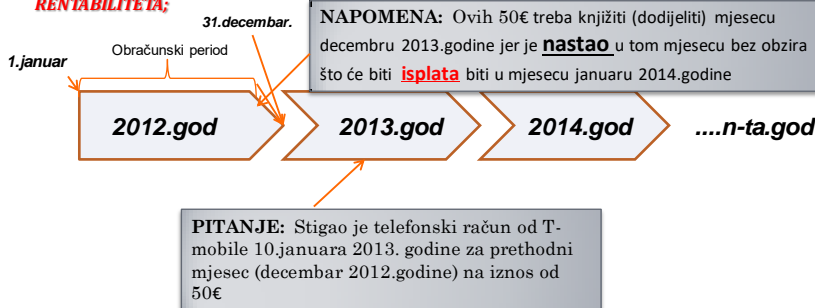 RENTABILITETA;
31.decembar.
1.januar
Obračunski period
NAPOMENA: Ovih 50€ treba knjižiti (dodijeliti) mjesecu
decembru 2013.godine jer je nastao u tom mjesecu bez obzira
što će biti isplata biti u mjesecu januaru 2014.godine
2012.god
2013.god
2014.god
....n-ta.god
PITANJE: Stigao je telefonski račun od T-
mobile 10.januara 2013. godine za prethodni
mjesec (decembar 2012.godine) na iznos od
50€